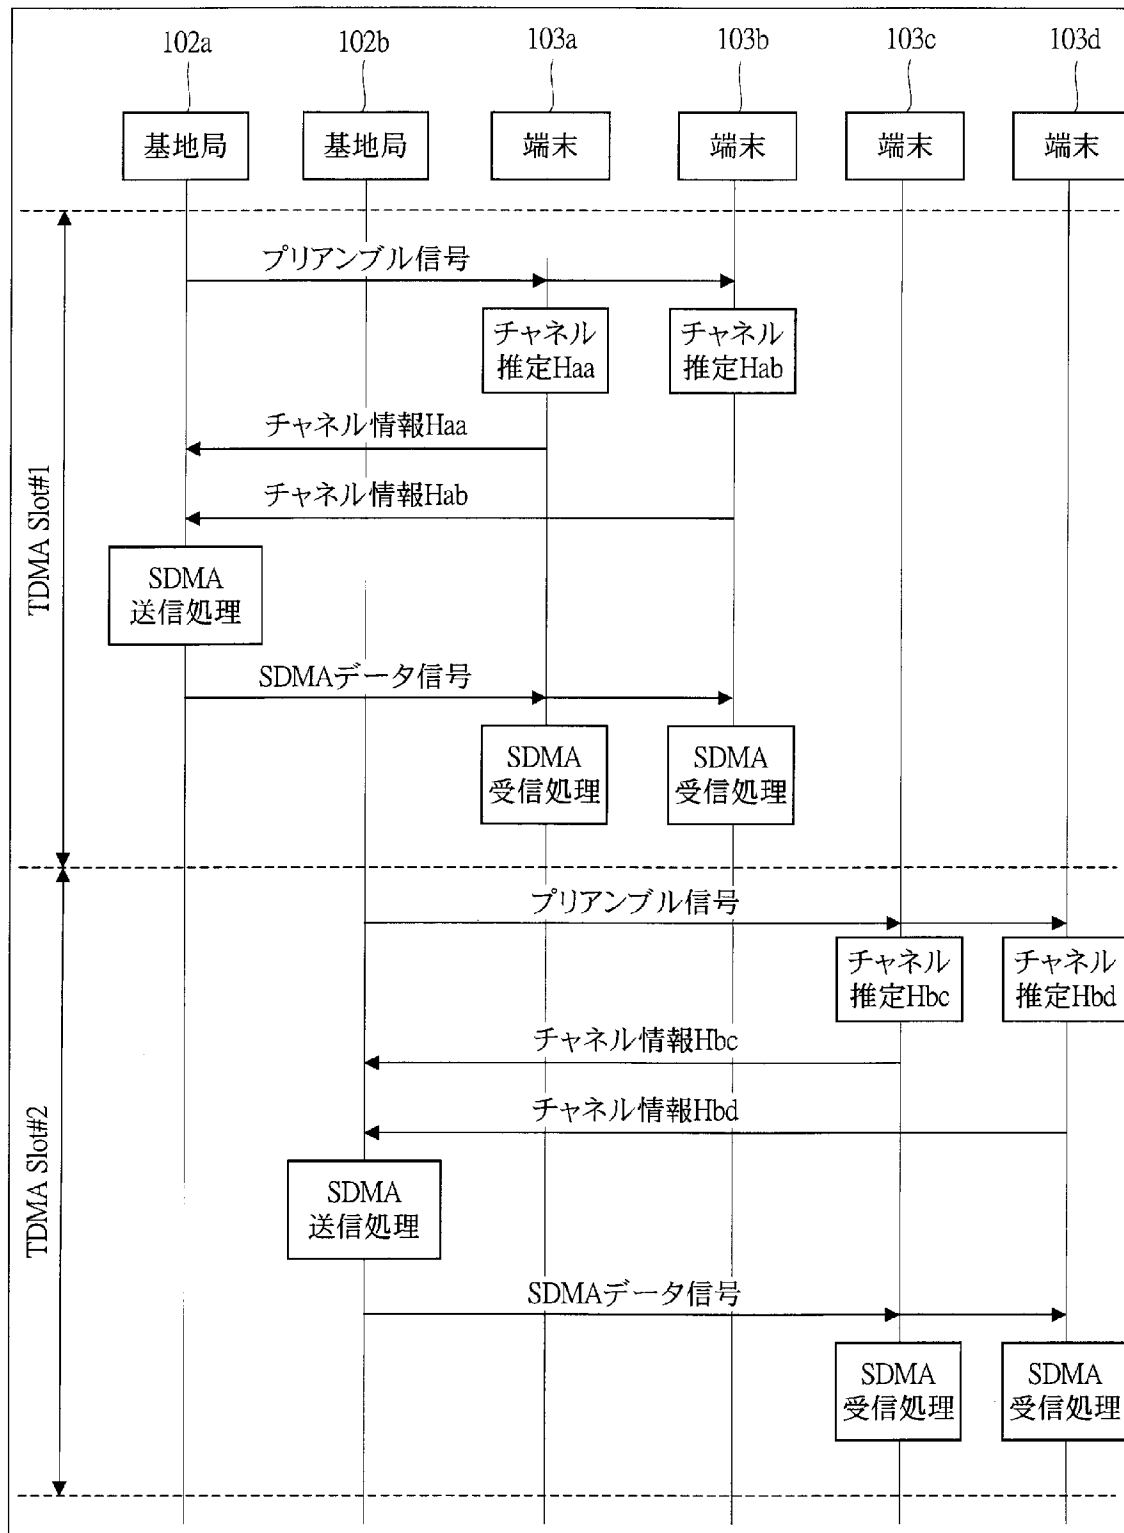 102a 102b 103a 103b 103c 103d
基地局 基地局 端末 端末 端末 端末
TDMA Slot#1
プリアンブル信号
チャネル
推定Haa
チャネル
推定Hab
チャネル情報Haa
チャネル情報Hab
SDMA
送信処理
SDMAデータ信号
SDMA
受信処理
SDMA
受信処理
TDMA Slot#2
プリアンブル信号
チャネル
推定Hbc
チャネル
推定Hbd
チャネル情報Hbc
チャネル情報Hbd
SDMA
送信処理
SDMAデータ信号
SDMA
受信処理
SDMA
受信処理